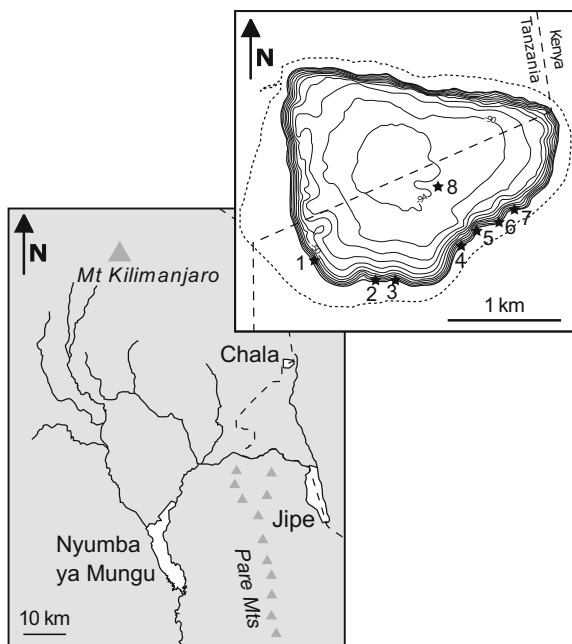 N
Kenya
Tanzania
-90
-94
8
7
6
5
4
3
2
1
1 km
N
Mt Kilimanjaro
Chala
Jipe
Nyumba
ya Mungu
Pare Mts
10 km